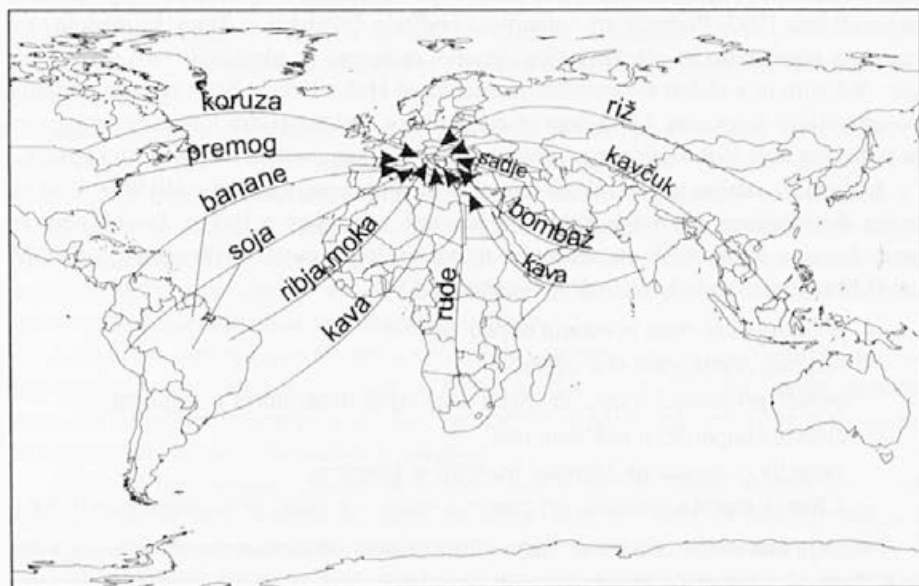 koruza
premog
banane
soja
ribja moka
kava
rude
sadje
riž
kavčuk
bombaž
kava